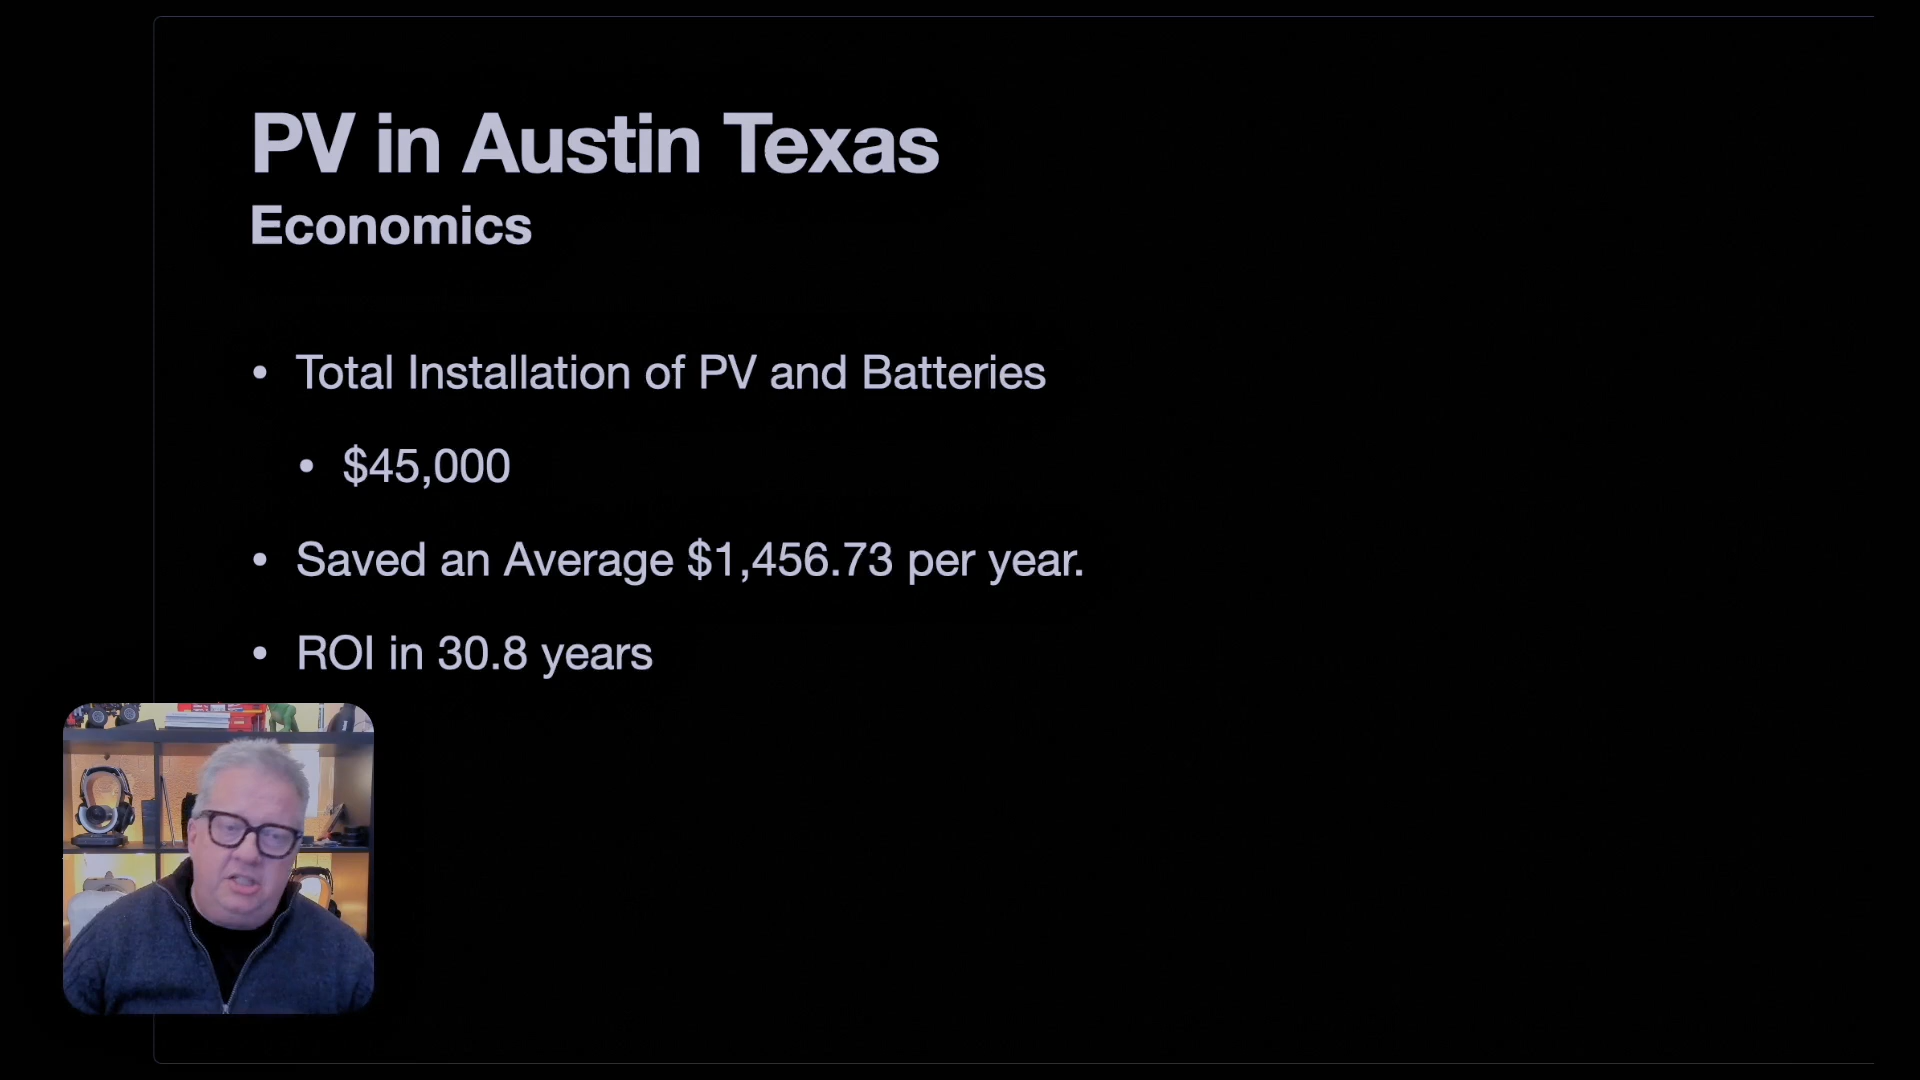 PV in Austin Texas
Economics
• Total Installation of PV and Batteries
• $45,000
• Saved an Average $1,456.73 per year.
• ROI in 30.8 years